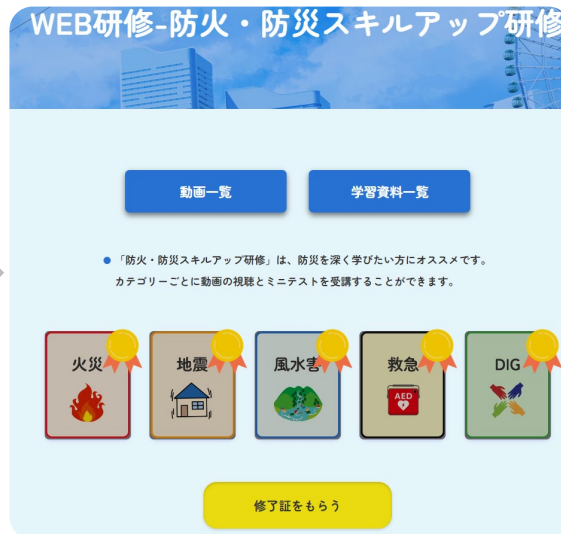 WEB研修-防火・防災スキルアップ研修
動画一覧
学習資料一覧
● 「防火・防災スキルアップ研修」は、防災を深く学びたい方にオススメです。
カテゴリーごとに動画の視聴とミニテストを受講することができます。
火災
地震
風水害
救急
DIG
AED
修了証をもらう